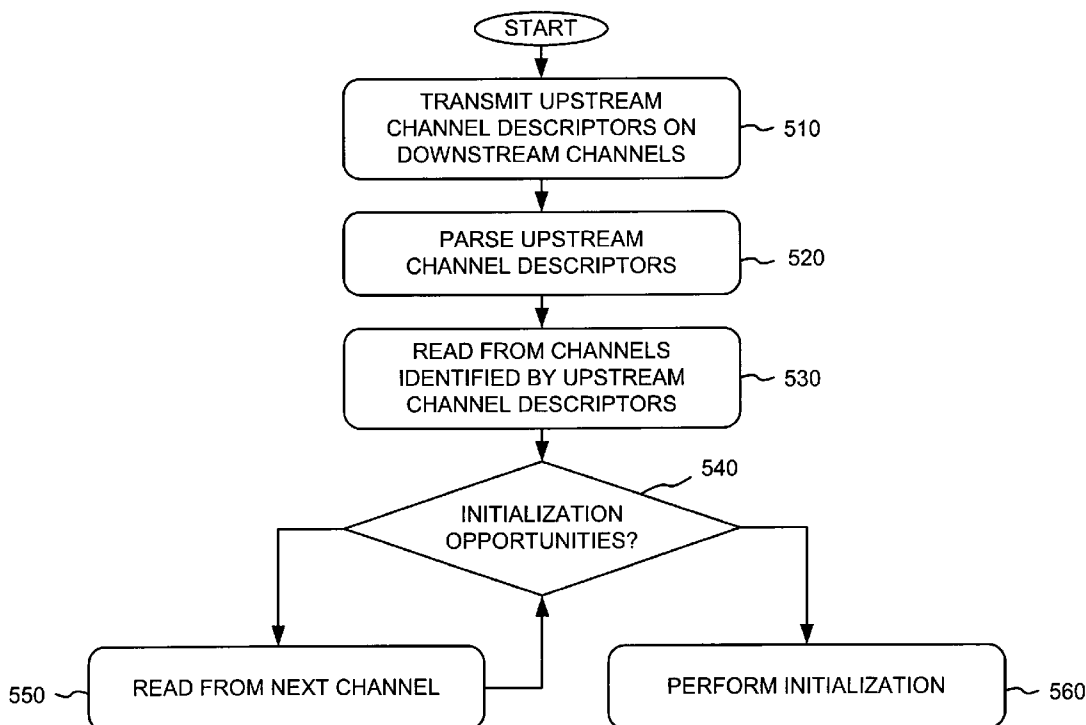 START
TRANSMIT UPSTREAM
CHANNEL DESCRIPTORS ON
DOWNSTREAM CHANNELS
510
PARSE UPSTREAM
CHANNEL DESCRIPTORS
520
READ FROM CHANNELS
IDENTIFIED BY UPSTREAM
CHANNEL DESCRIPTORS
530
540
INITIALIZATION
OPPORTUNITIES?
550
READ FROM NEXT CHANNEL
PERFORM INITIALIZATION
560